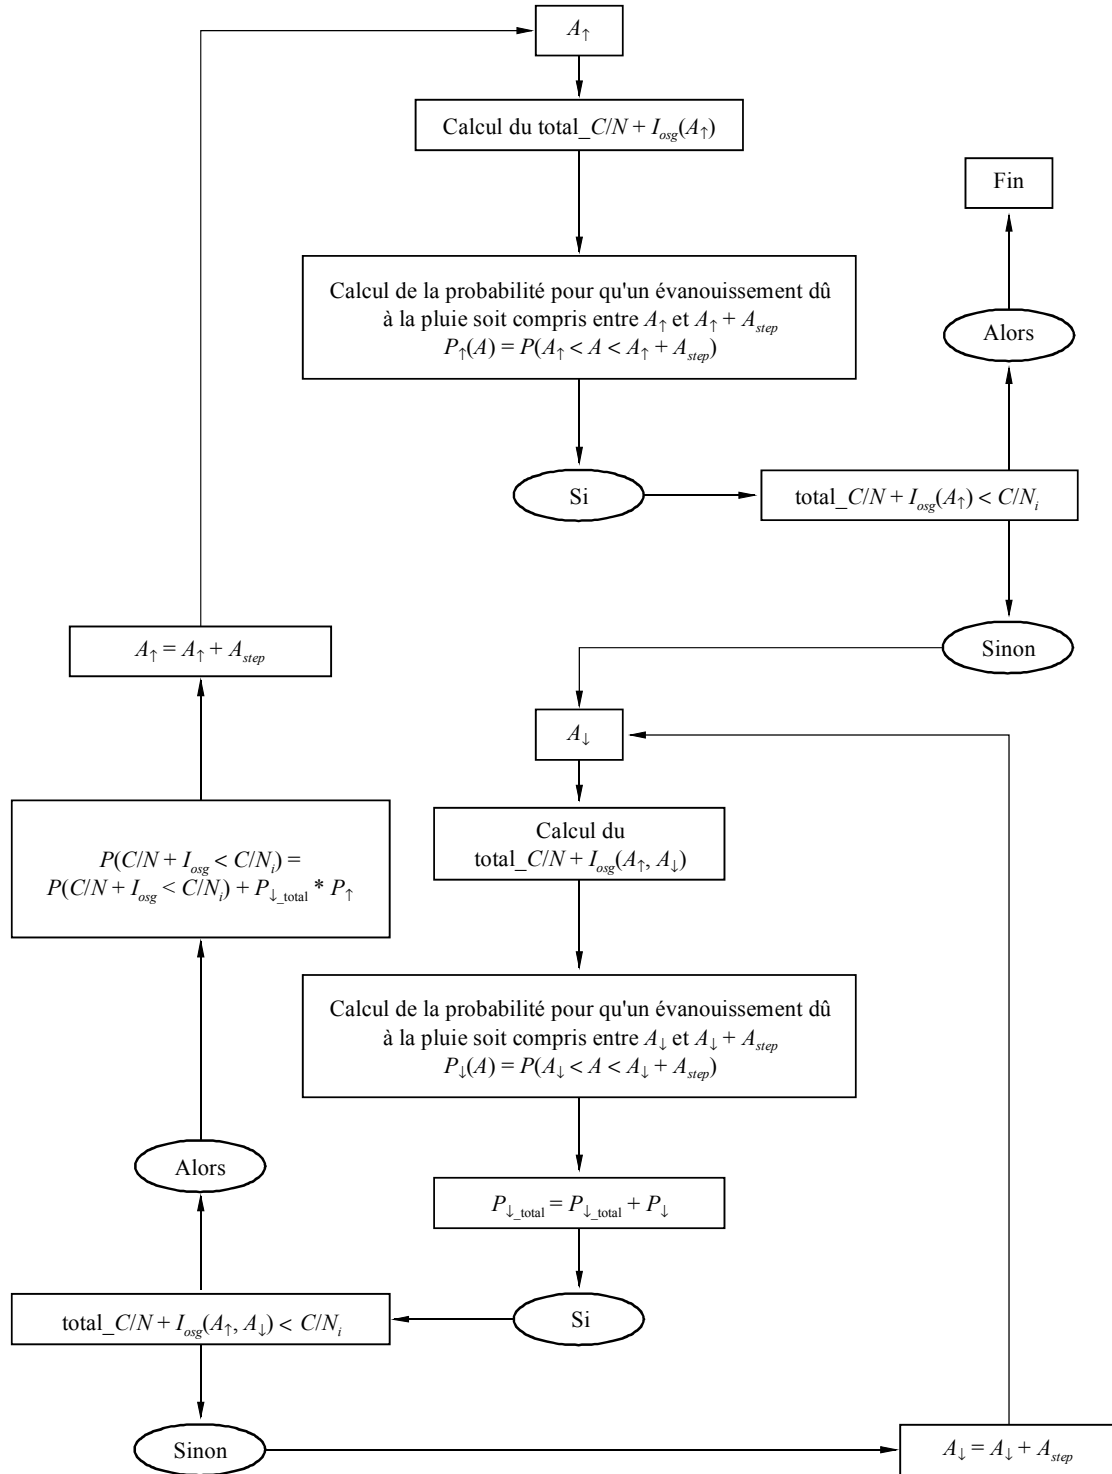 A↑
Calcul du total_C/N + Iosg(A↑)
Fin
Calcul de la probabilité pour qu'un évanouissement dû
à la pluie soit compris entre A↑ et A↑ + Astep
P↑(A) = P(A↑ < A < A↑ + Astep)
Alors
Si
total_C/N + Iosg(A↑) < C/Ni
Sinon
A↑ = A↑ + Astep
A↓
Calcul du
total_C/N + Iosg(A↑, A↓)
P(C/N + Iosg < C/Ni) =
P(C/N + Iosg < C/Ni) + P↓_total * P↑
Calcul de la probabilité pour qu'un évanouissement dû
à la pluie soit compris entre A↓ et A↓ + Astep
P↓(A) = P(A↓ < A < A↓ + Astep)
Alors
P↓_total = P↓_total + P↓
Si
total_C/N + Iosg(A↑, A↓) < C/Ni
Sinon
A↓ = A↓ + Astep